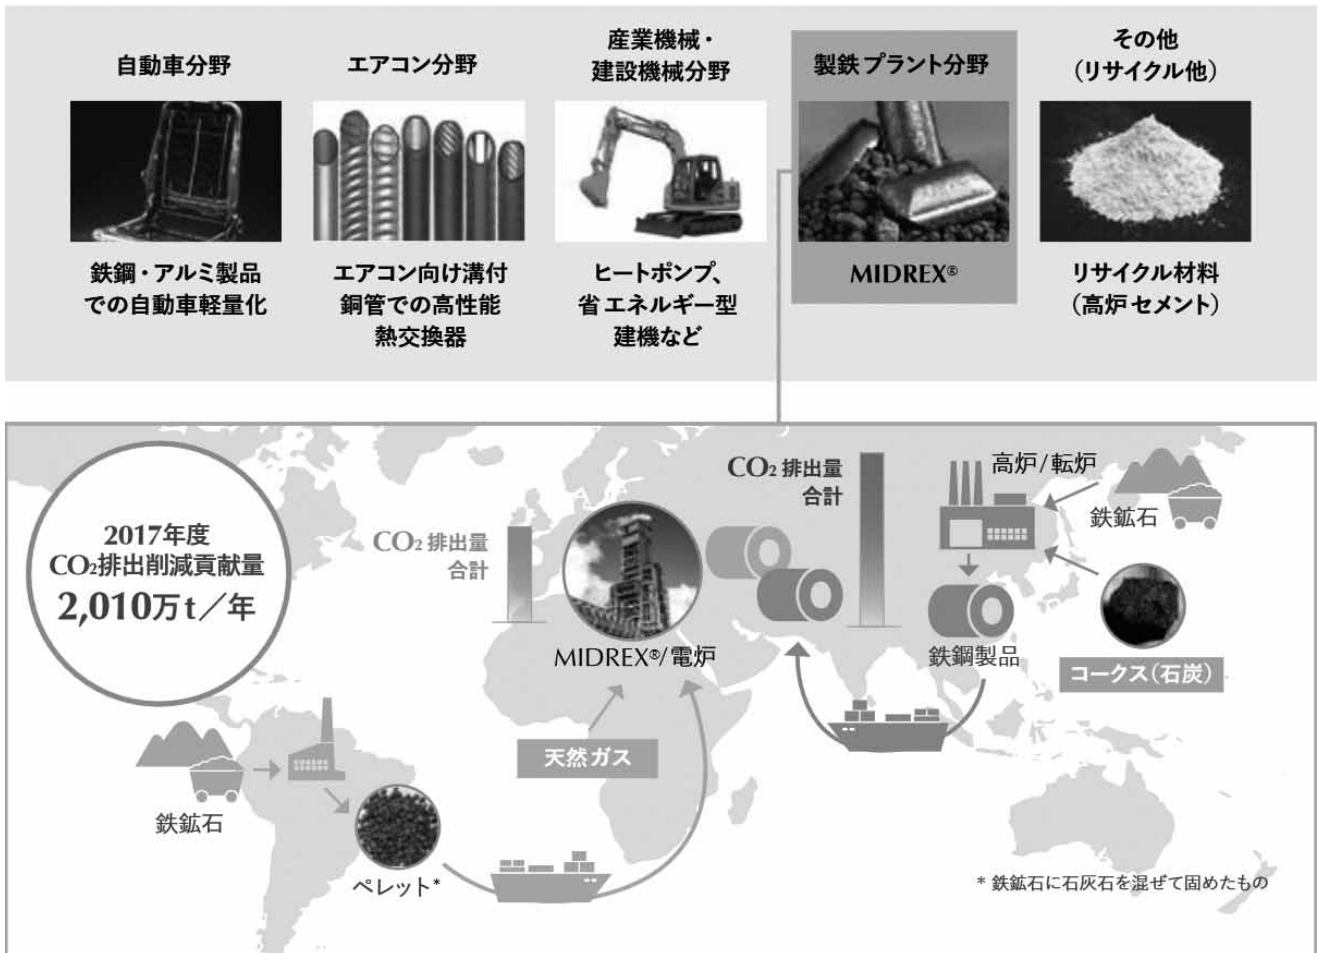 自動車分野
鉄鋼・アルミ製品
での自動車軽量化
エアコン分野
エアコン向け溝付
銅管での高性能
熱交換器
産業機械・
建設機械分野
ヒートポンプ、
省エネルギー型
建機など
製鉄プラント分野
MIDREX®
その他
(リサイクル他)
リサイクル材料
(高炉セメント)
2017年度
CO2排出削減貢献量
2,010万t/年
CO2排出量
合計
MIDREX®/電炉
天然ガス
鉄鉱石
ペレット*
CO2排出量
合計
高炉/転炉
鉄鉱石
鉄鋼製品
コークス(石炭)
* 鉄鉱石に石灰石を混ぜて固めたもの